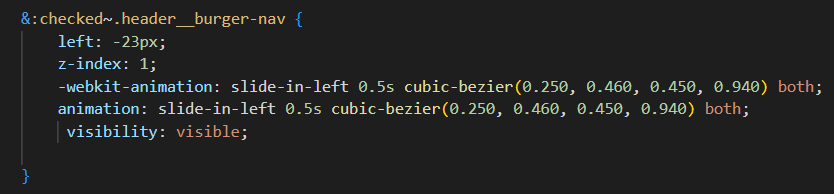 &:checked~.header__burger-nav {
left: -23px;
z-index: 1;
-webkit-animation: slide-in-left 0.5s cubic-bezier(0.250, 0.460, 0.450, 0.940) both;
animation: slide-in-left 0.5s cubic-bezier(0.250, 0.460, 0.450, 0.940) both;
visibility: visible;
}